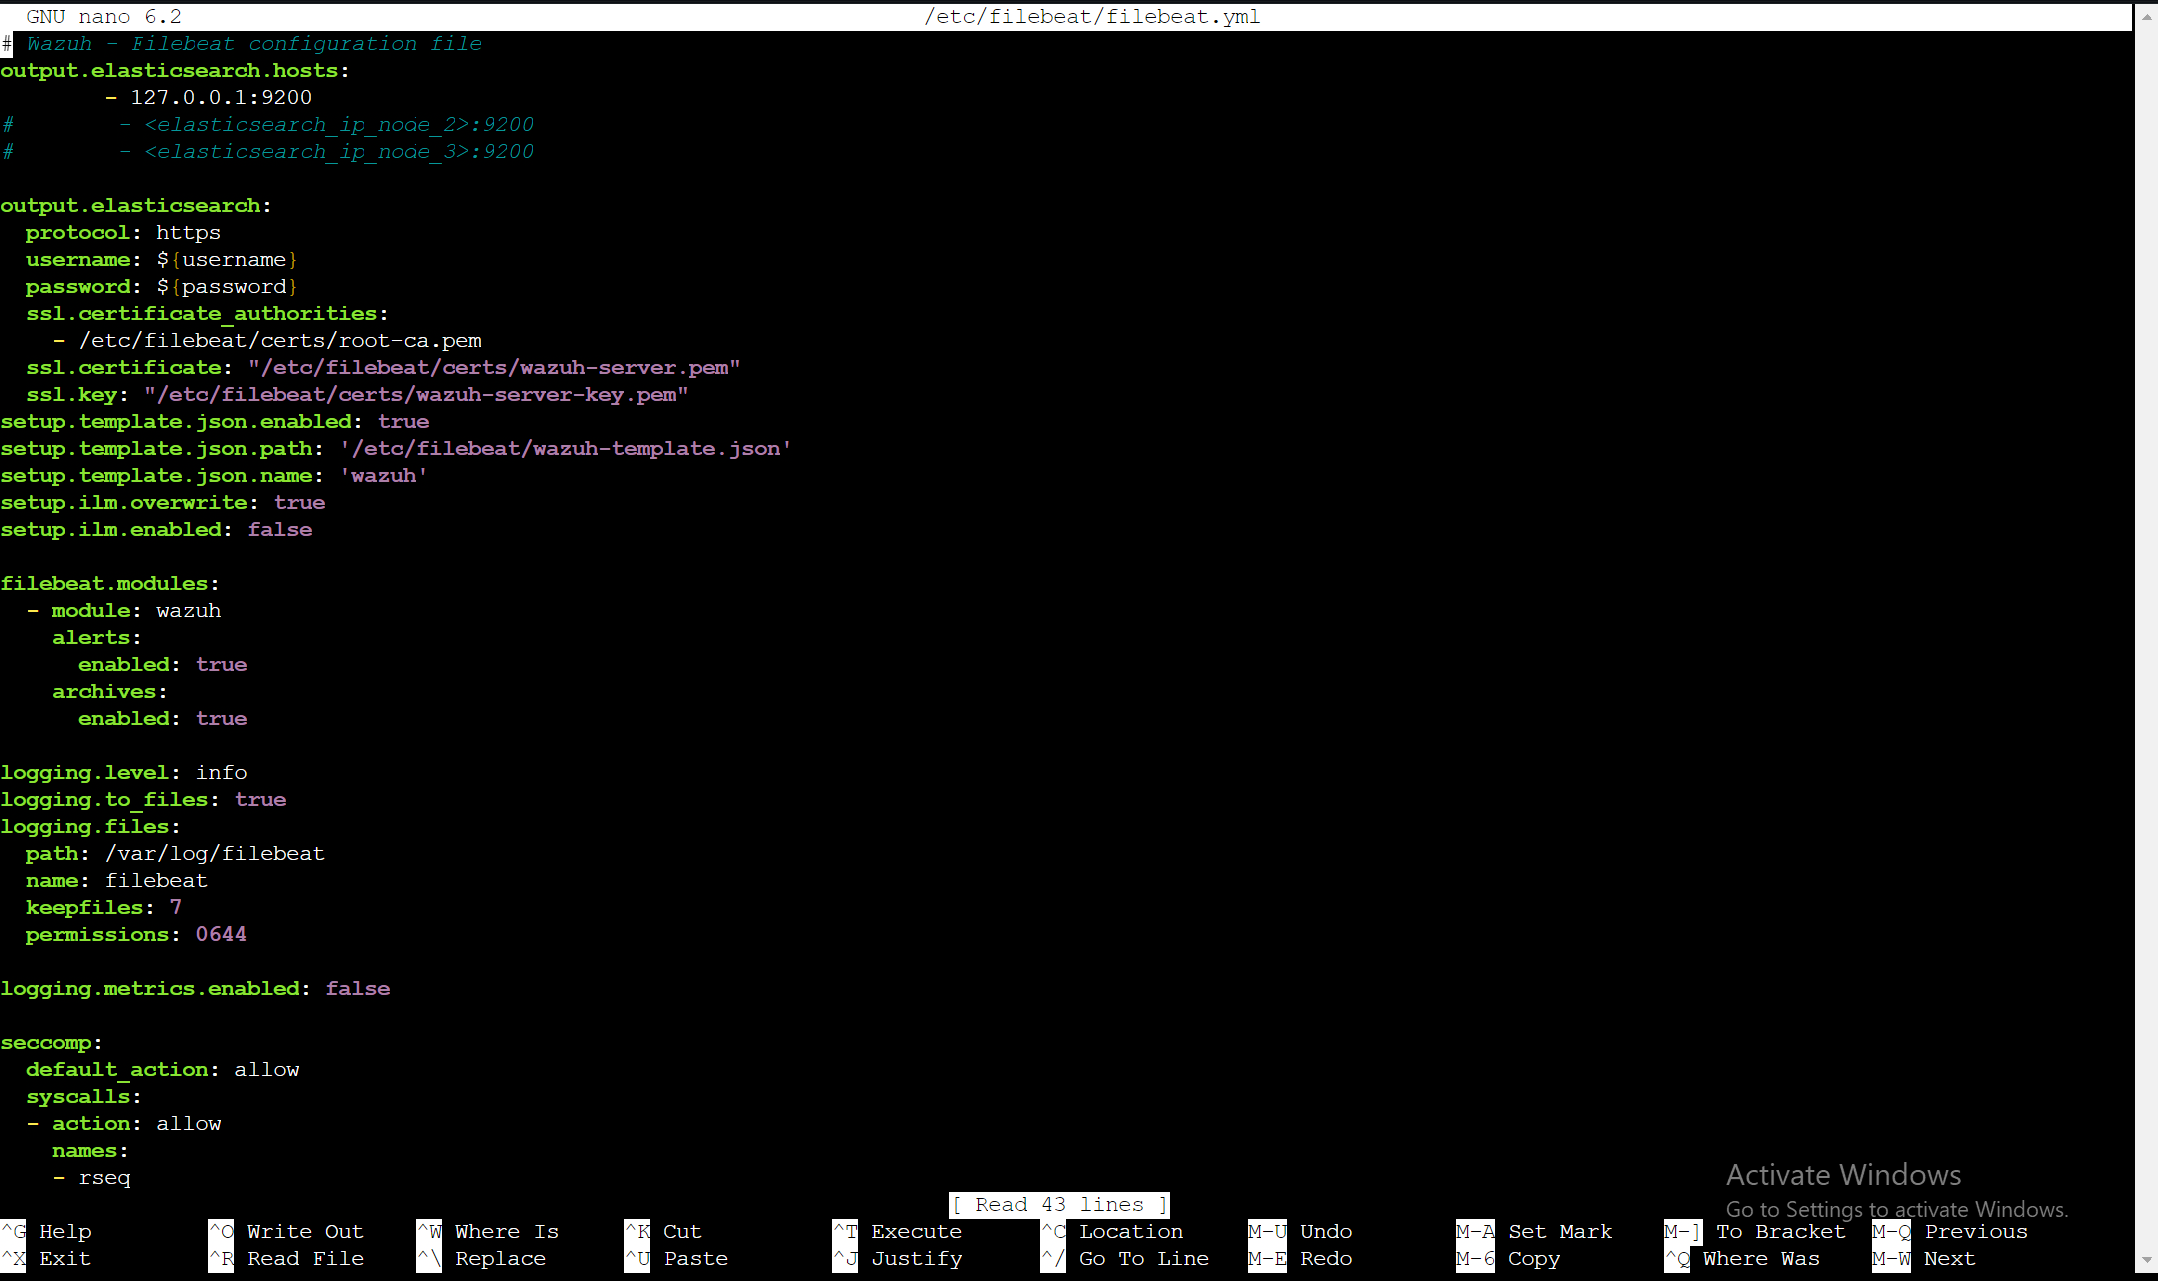 GNU nano 6.2 /etc/filebeat/filebeat.yml
# Wazuh - Filebeat configuration file
output.elasticsearch.hosts:
        - 127.0.0.1:9200
#        - <elasticsearch_ip_node_2>:9200
#        - <elasticsearch_ip_node_3>:9200

output.elasticsearch:
  protocol: https
  username: ${username}
  password: ${password}
  ssl.certificate_authorities:
    - /etc/filebeat/certs/root-ca.pem
  ssl.certificate: "/etc/filebeat/certs/wazuh-server.pem"
  ssl.key: "/etc/filebeat/certs/wazuh-server-key.pem"
setup.template.json.enabled: true
setup.template.json.path: '/etc/filebeat/wazuh-template.json'
setup.template.json.name: 'wazuh'
setup.ilm.overwrite: true
setup.ilm.enabled: false

filebeat.modules:
  - module: wazuh
    alerts:
      enabled: true
    archives:
      enabled: true

logging.level: info
logging.to_files: true
logging.files:
  path: /var/log/filebeat
  name: filebeat
  keepfiles: 7
  permissions: 0644

logging.metrics.enabled: false

seccomp:
  default_action: allow
  syscalls:
  - action: allow
    names:
    - rseq
Activate Windows
Go to Settings to activate Windows.
[ Read 43 lines ]
^G Help ^O Write Out ^W Where Is ^K Cut ^T Execute ^C Location M-U Undo M-A Set Mark M-] To Bracket M-Q Previous
^X Exit ^R Read File ^\ Replace ^U Paste ^J Justify ^/ Go To Line M-E Redo M-6 Copy ^Q Where Was M-W Next